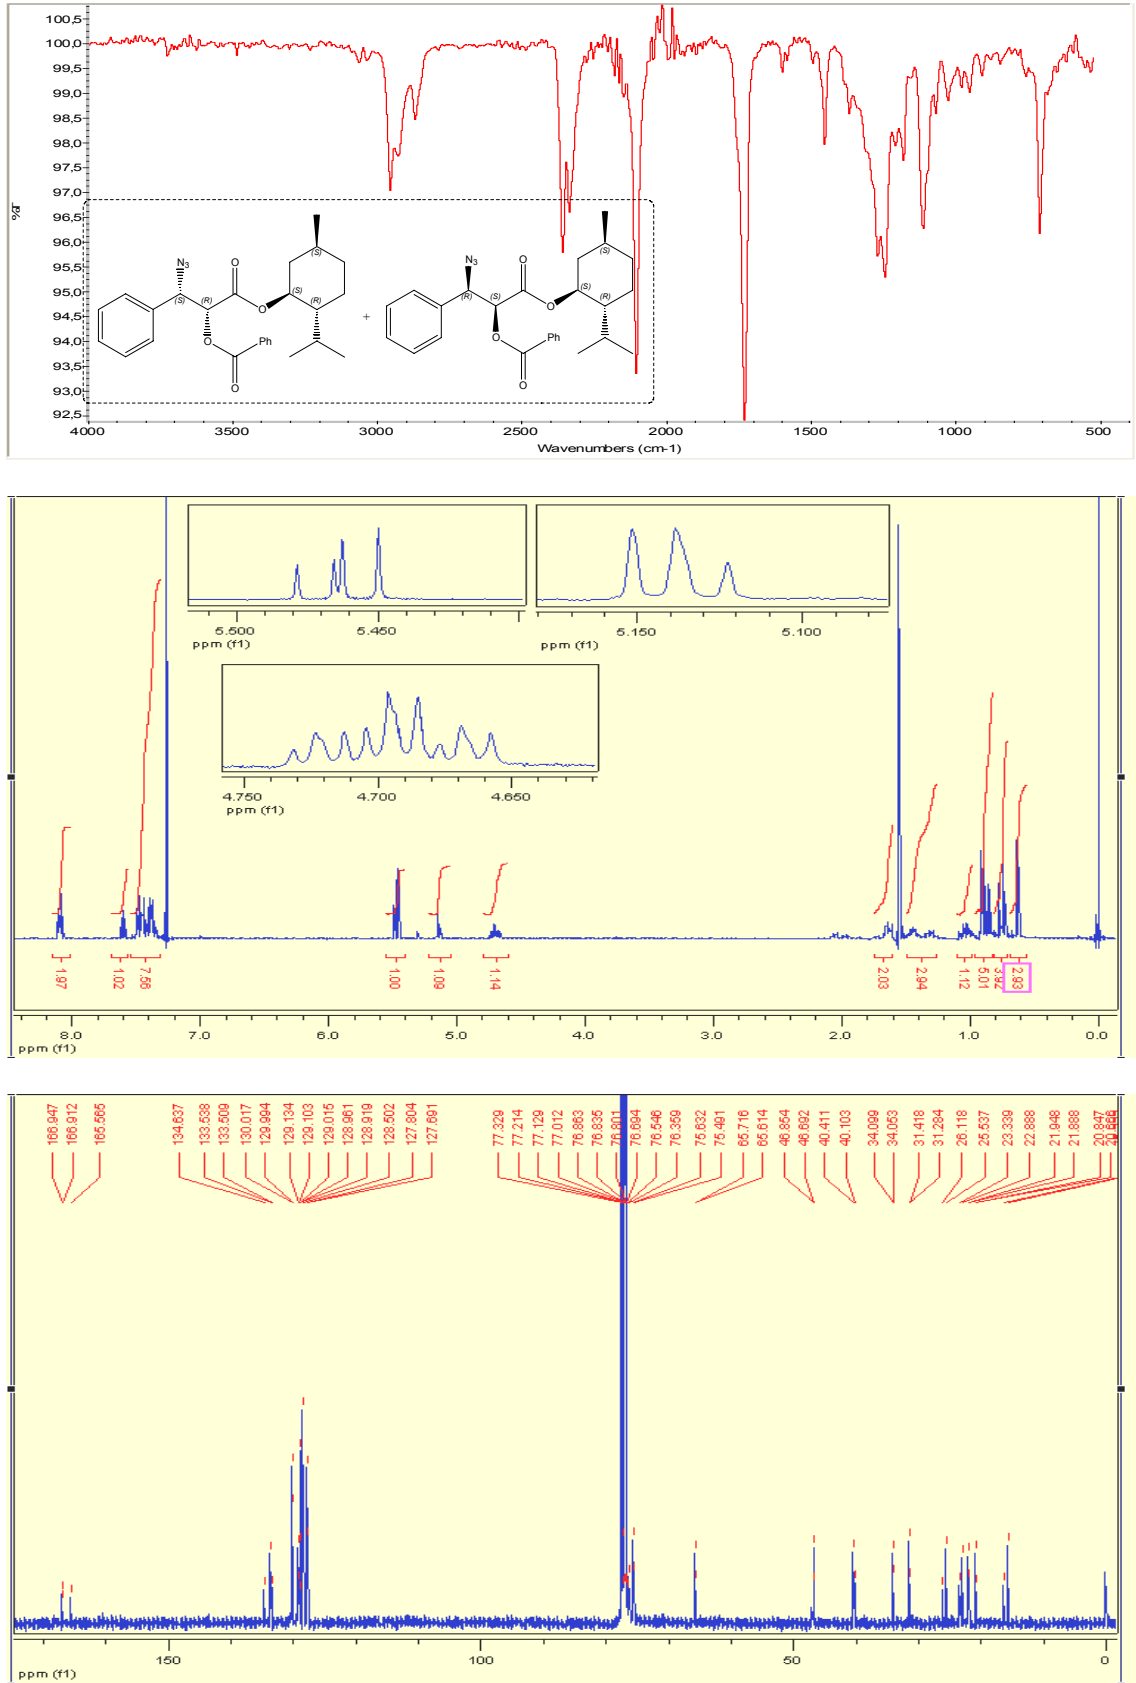 100,5
100,0
99,5
99,0
98,5
98,0
97,5
97,0
96,5
96,0
95,5
95,0
94,5
94,0
93,5
93,0
92,5
%T
N3
O
O
(S)
(R)
(S)
(S)
(R)
O
Ph
O
+
N3
O
O
(R)
(S)
(S)
(S)
(R)
O
Ph
O
4000 3500 3000 2500 2000 1500 1000 500
Wavenumbers (cm-1)
5.500 5.450
ppm (f1)
5.150 5.100
ppm (f1)
4.750 4.700 4.650
ppm (f1)
1.97 1.02 7.56 1.00 1.09 1.14 2.03 2.94 1.12 5.01 3.92 2.93
8.0 7.0 6.0 5.0 4.0 3.0 2.0 1.0 0.0
ppm (f1)
166.947 166.912 165.565 134.637 133.538 133.509 130.017 129.994 129.134 129.103 129.015 128.961 128.919 128.502 127.804 127.691 77.329 77.214 77.129 77.012 76.863 76.835 76.801 76.694 76.546 76.359 75.632 75.491 65.716 65.614 46.854 46.692 40.411 40.103 34.099 34.053 31.418 31.284 26.118 25.537 23.339 22.888 21.948 21.888 20.847
150 100 50 0
ppm (f1)